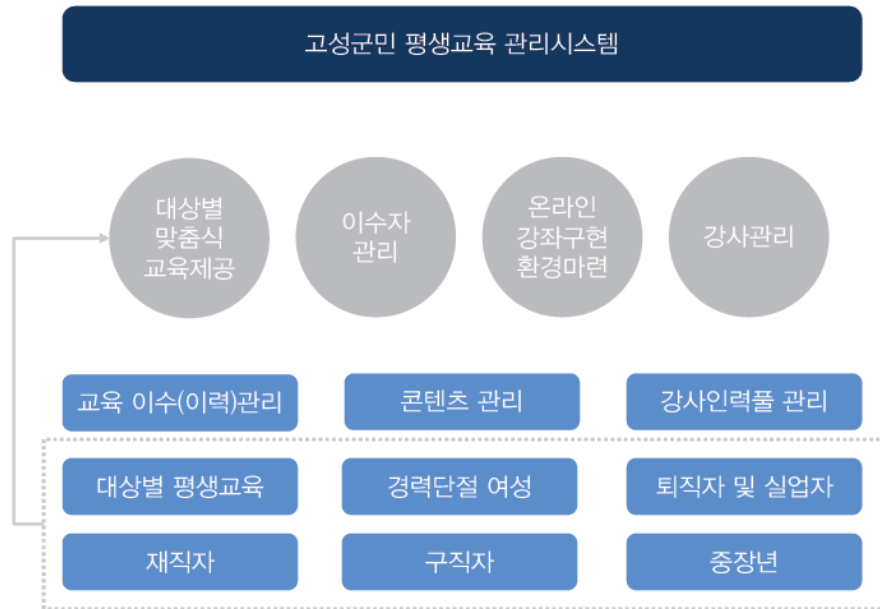 고성군민 평생교육 관리시스템
대상별
맞춤식
교육제공
이수자
관리
온라인
강좌구현
환경마련
강사관리
교육 이수(이력)관리
콘텐츠 관리
강사인력풀 관리
대상별 평생교육
경력단절 여성
퇴직자 및 실업자
재직자
구직자
중장년